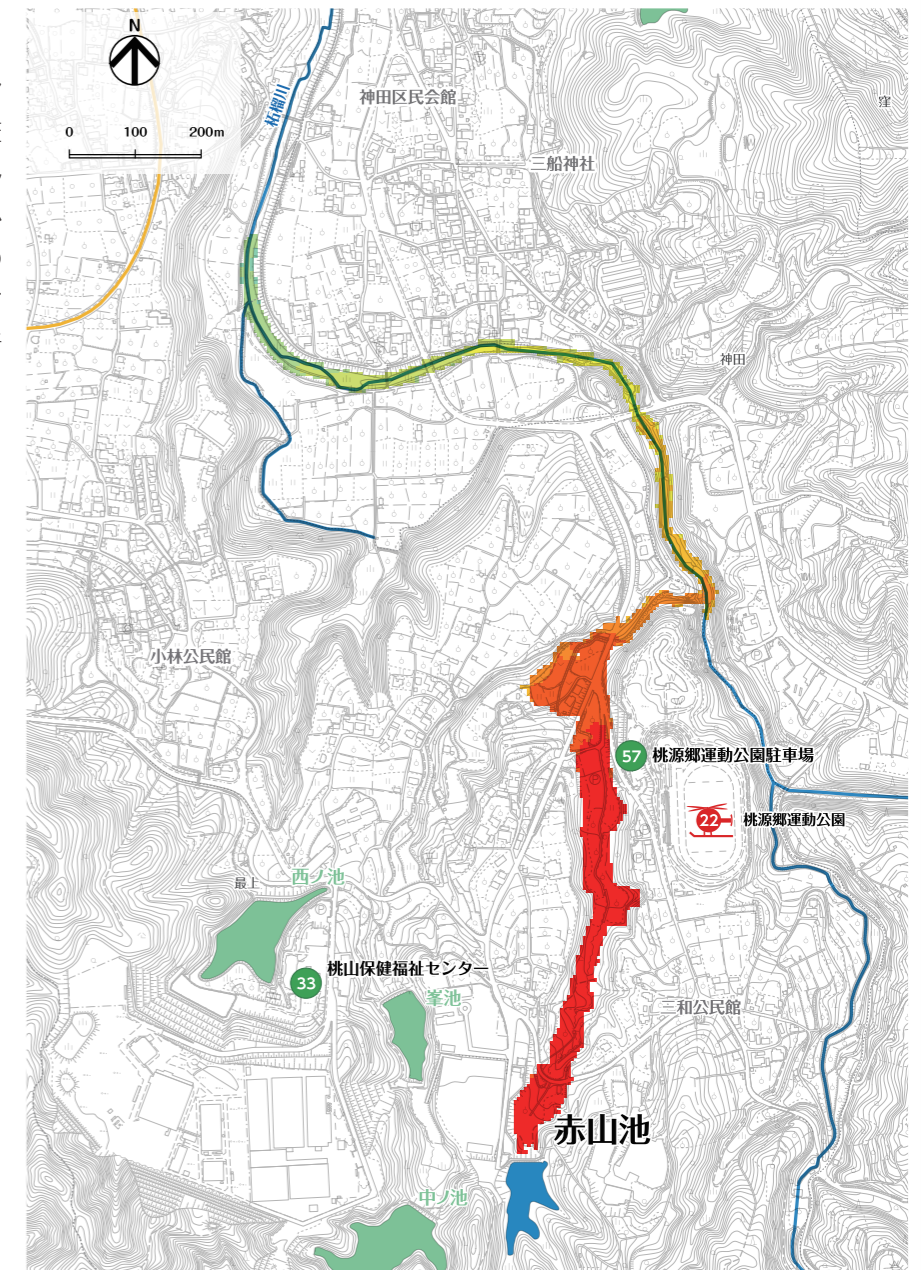 N
0 100 200m
柘榴川
神田区民会館
窪
三船神社
神田
小林公民館
57 桃源郷運動公園駐車場
22 桃源郷運動公園
最上
西ノ池
33 桃山保健福祉センター
峯池
三和公民館
赤山池
中ノ池